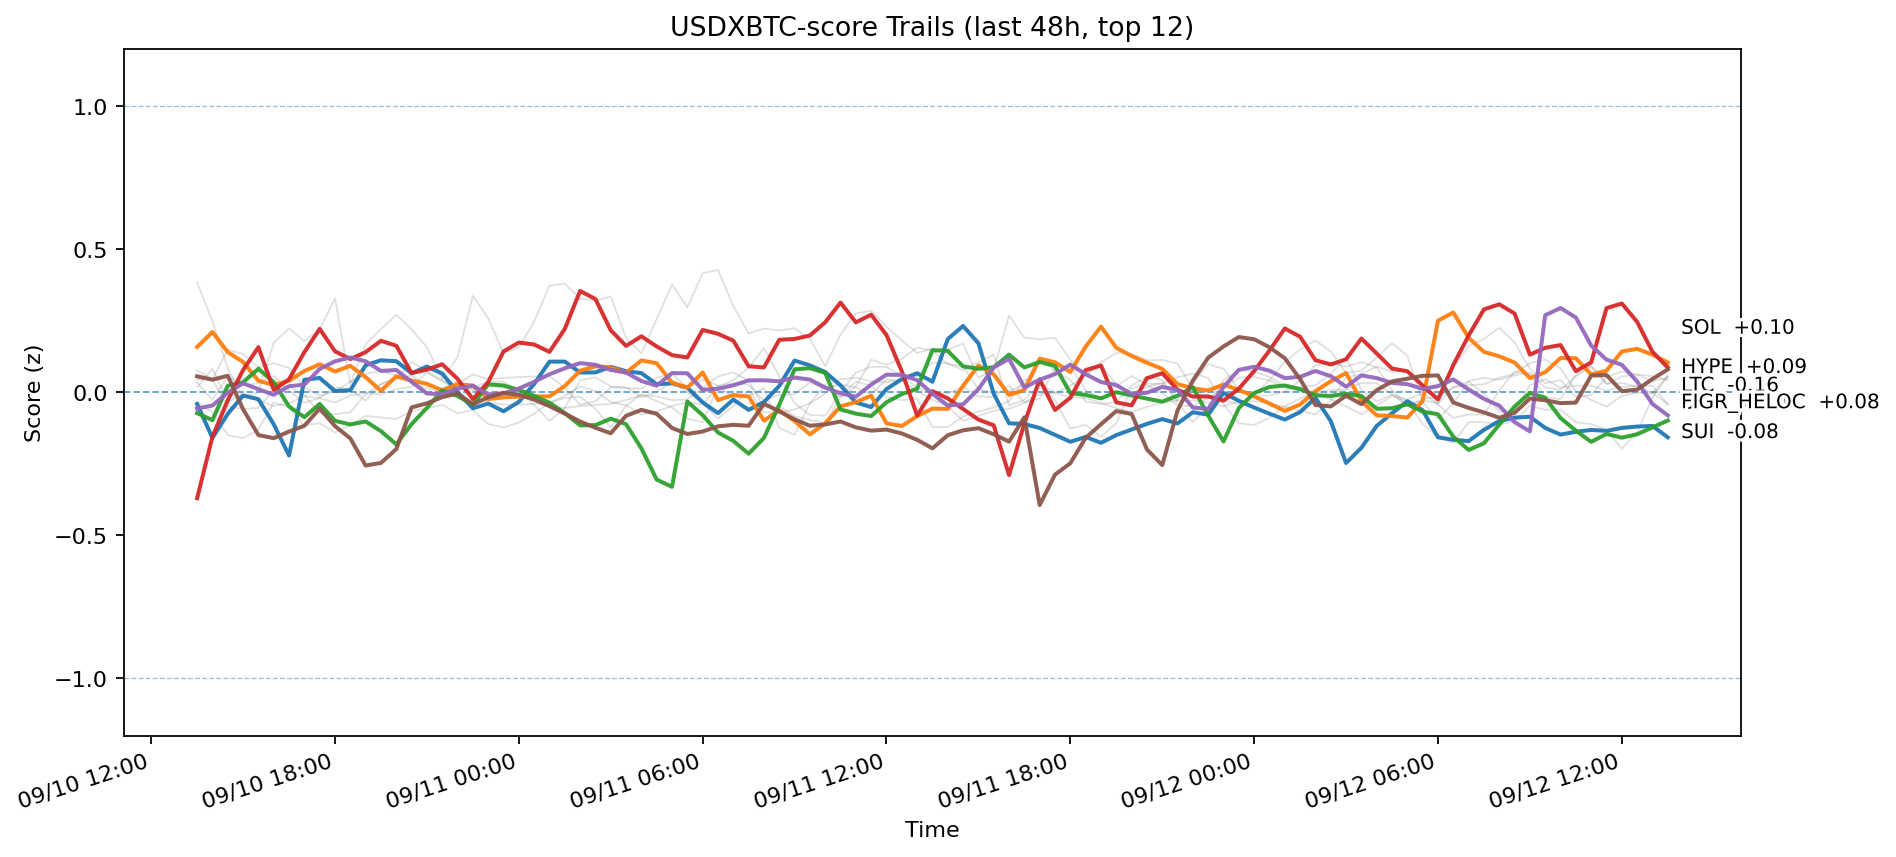 USDXBTC-score Trails (last 48h, top 12)
Score (z)
1.0
0.5
0.0
−0.5
−1.0
SOL +0.10
HYPE +0.09
LTC -0.16
FIGR_HELOC +0.08
SUI -0.08
09/10 12:00
09/10 18:00
09/11 00:00
09/11 06:00
09/11 12:00
09/11 18:00
09/12 00:00
09/12 06:00
09/12 12:00
Time